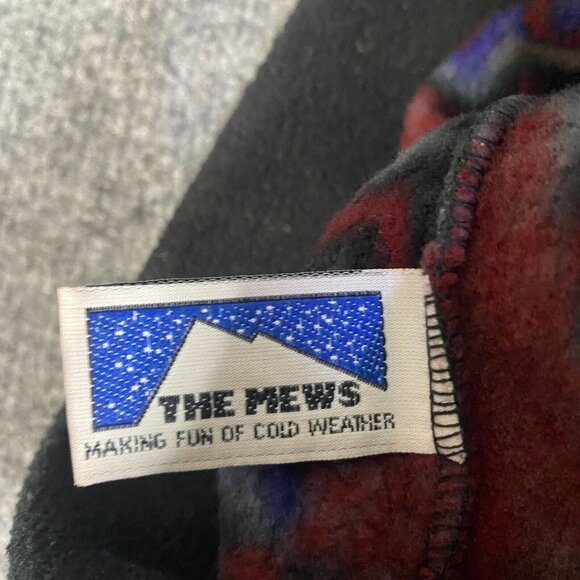 THE MEWS
MAKING FUN OF COLD WEATHER